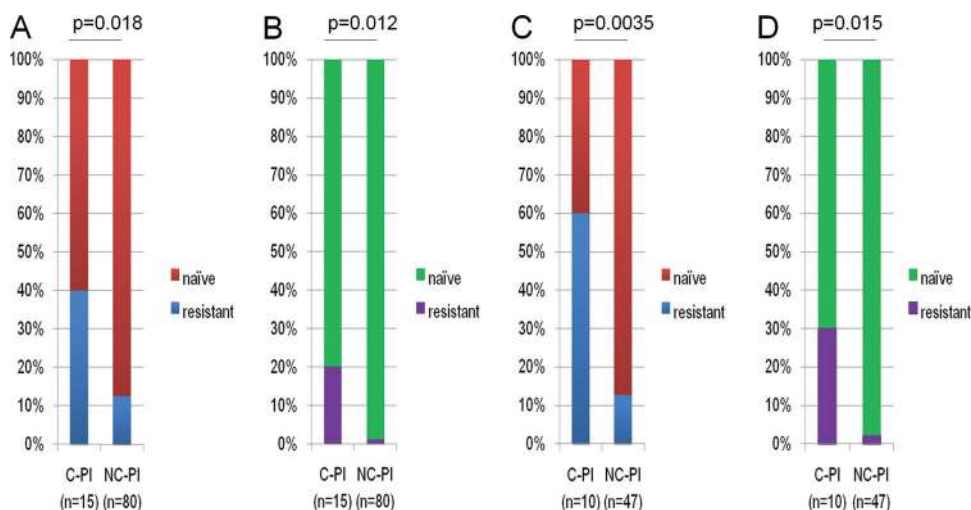 A p=0.018
100%
90%
80%
70%
60%
50%
40%
30%
20%
10%
0%
naïve
resistant
C-PI NC-PI
(n=15) (n=80)
B p=0.012
100%
90%
80%
70%
60%
50%
40%
30%
20%
10%
0%
naïve
resistant
C-PI NC-PI
(n=15) (n=80)
C p=0.0035
100%
90%
80%
70%
60%
50%
40%
30%
20%
10%
0%
naïve
resistant
C-PI NC-PI
(n=10) (n=47)
D p=0.015
100%
90%
80%
70%
60%
50%
40%
30%
20%
10%
0%
naïve
resistant
C-PI NC-PI
(n=10) (n=47)